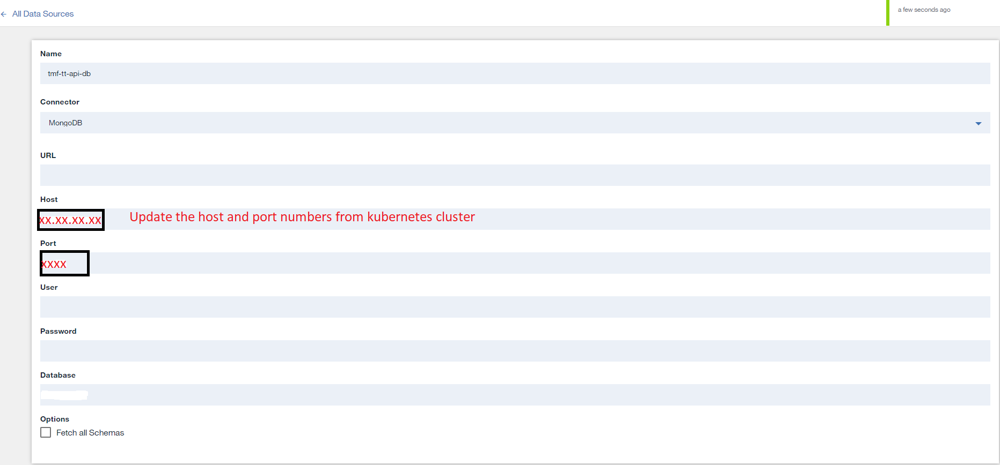 ← All Data Sources
a few seconds ago
Name
tmf-tt-api-db
Connector
MongoDB
URL
Host
xx.xx.xx.xx Update the host and port numbers from kubernetes cluster
Port
xxxx
User
Password
Database
Options
Fetch all Schemas